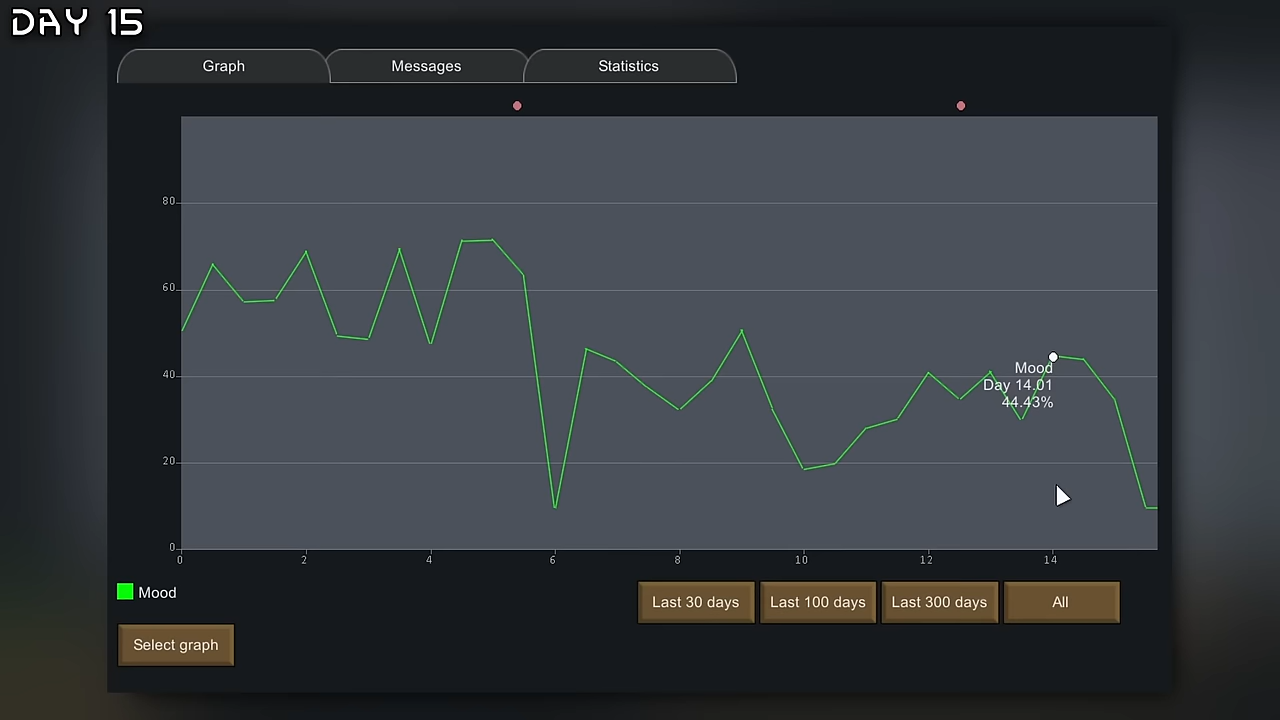 DAY 15
Graph
Messages
Statistics
80
60
40
20
0
Mood
Day 14.01
44.43%
0 2 4 6 8 10 12 14
Mood
Last 30 days
Last 100 days
Last 300 days
All
Select graph